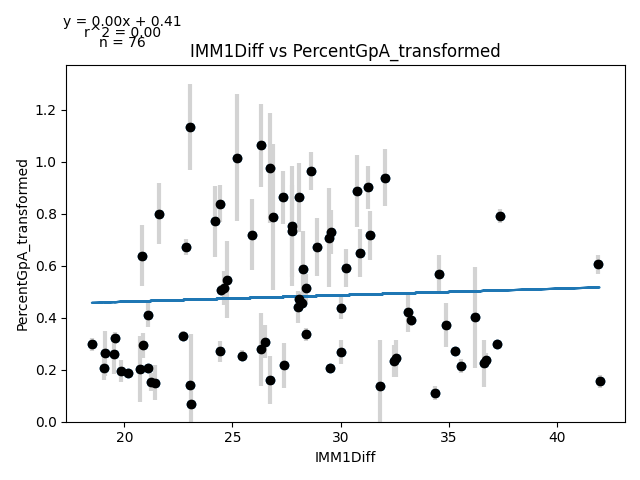 y = 0.00x + 0.41
r^2 = 0.00
n = 76
IMM1Diff vs PercentGpA_transformed
PercentGpA_transformed
1.2
1.0
0.8
0.6
0.4
0.2
0.0
20
25
30
35
40
IMM1Diff